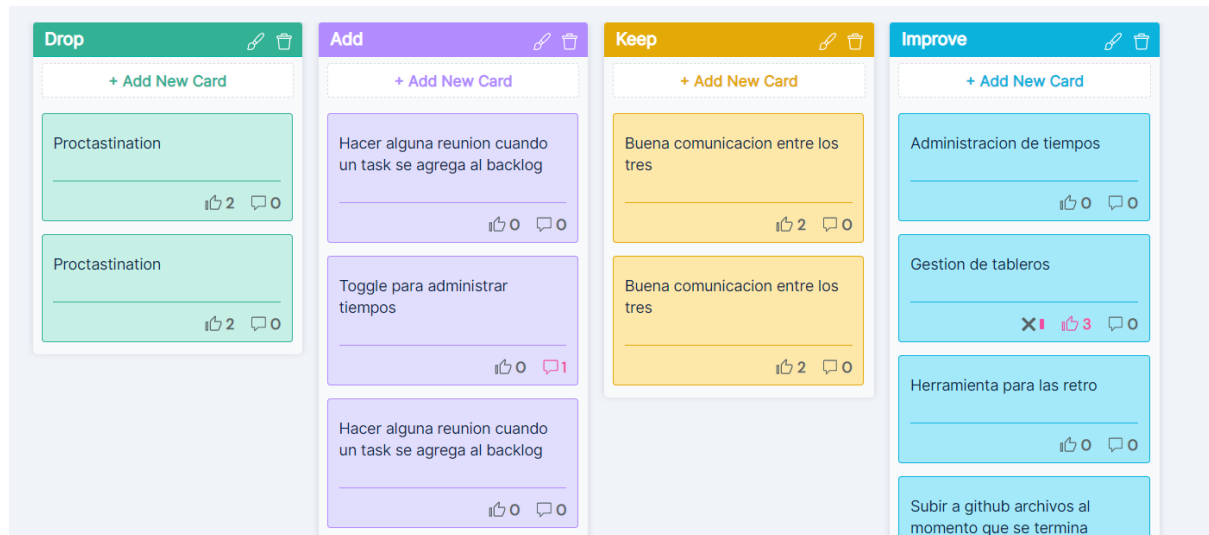 Drop
+ Add New Card
Proctastination
2 0
Proctastination
2 0
Add
+ Add New Card
Hacer alguna reunion cuando
un task se agrega al backlog
0 0
Toggle para administrar
tiempos
0 1
Hacer alguna reunion cuando
un task se agrega al backlog
0 0
Keep
+ Add New Card
Buena comunicacion entre los
tres
2 0
Buena comunicacion entre los
tres
2 0
Improve
+ Add New Card
Administracion de tiempos
0 0
Gestion de tableros
3 0
Herramienta para las retro
0 0
Subir a github archivos al
momento que se termina